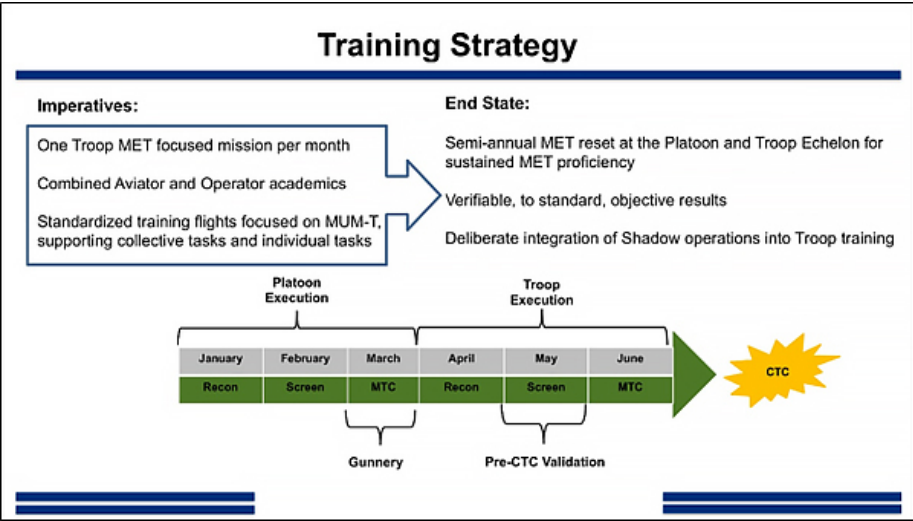 Training Strategy
Imperatives:
One Troop MET focused mission per month
Combined Aviator and Operator academics
Standardized training flights focused on MUM-T,
supporting collective tasks and individual tasks
End State:
Semi-annual MET reset at the Platoon and Troop Echelon for
sustained MET proficiency
Verifiable, to standard, objective results
Deliberate integration of Shadow operations into Troop training
Platoon
Execution
Troop
Execution
January February March April May June
Recon Screen MTC Recon Screen MTC
CTC
Gunnery
Pre-CTC Validation